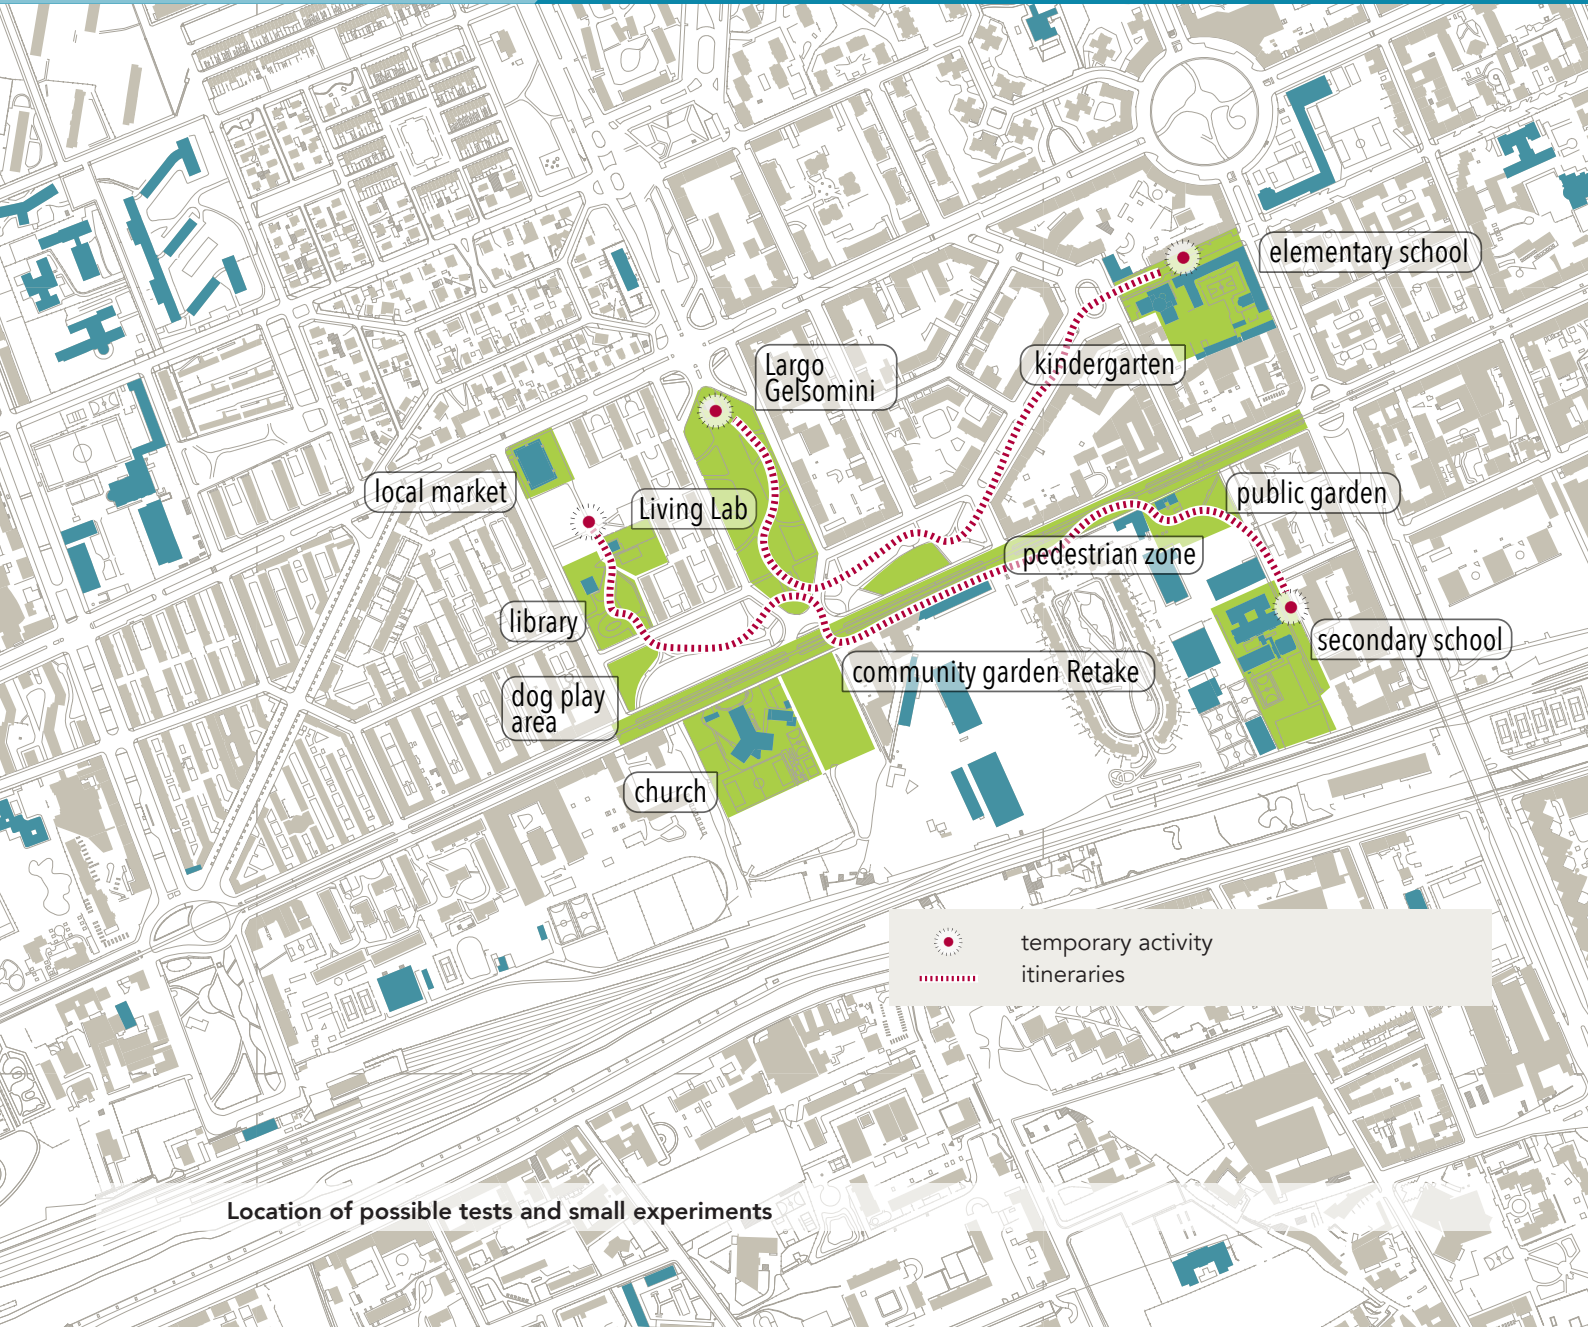 elementary school
Largo
Gelsomini
kindergarten
local market
Living Lab
public garden
pedestrian zone
library
secondary school
community garden Retake
dog play
area
church
temporary activity
itineraries
Location of possible tests and small experiments